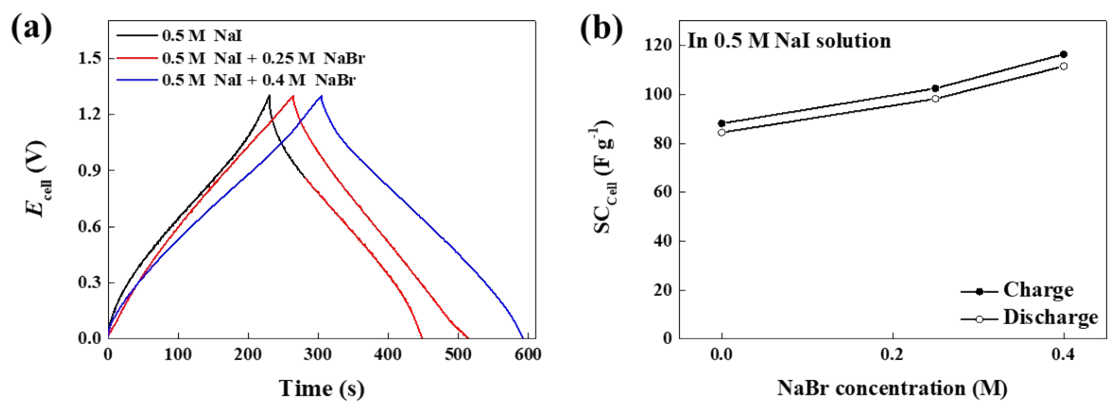 (a)
0.5 M NaI
0.5 M NaI + 0.25 M NaBr
0.5 M NaI + 0.4 M NaBr
1.5
1.2
0.9
0.6
0.3
0.0
E_cell (V)
0 100 200 300 400 500 600
Time (s)
(b)
In 0.5 M NaI solution
120
100
80
60
40
20
0
SC_Cell (F g⁻¹)
Charge
Discharge
0.0 0.2 0.4
NaBr concentration (M)